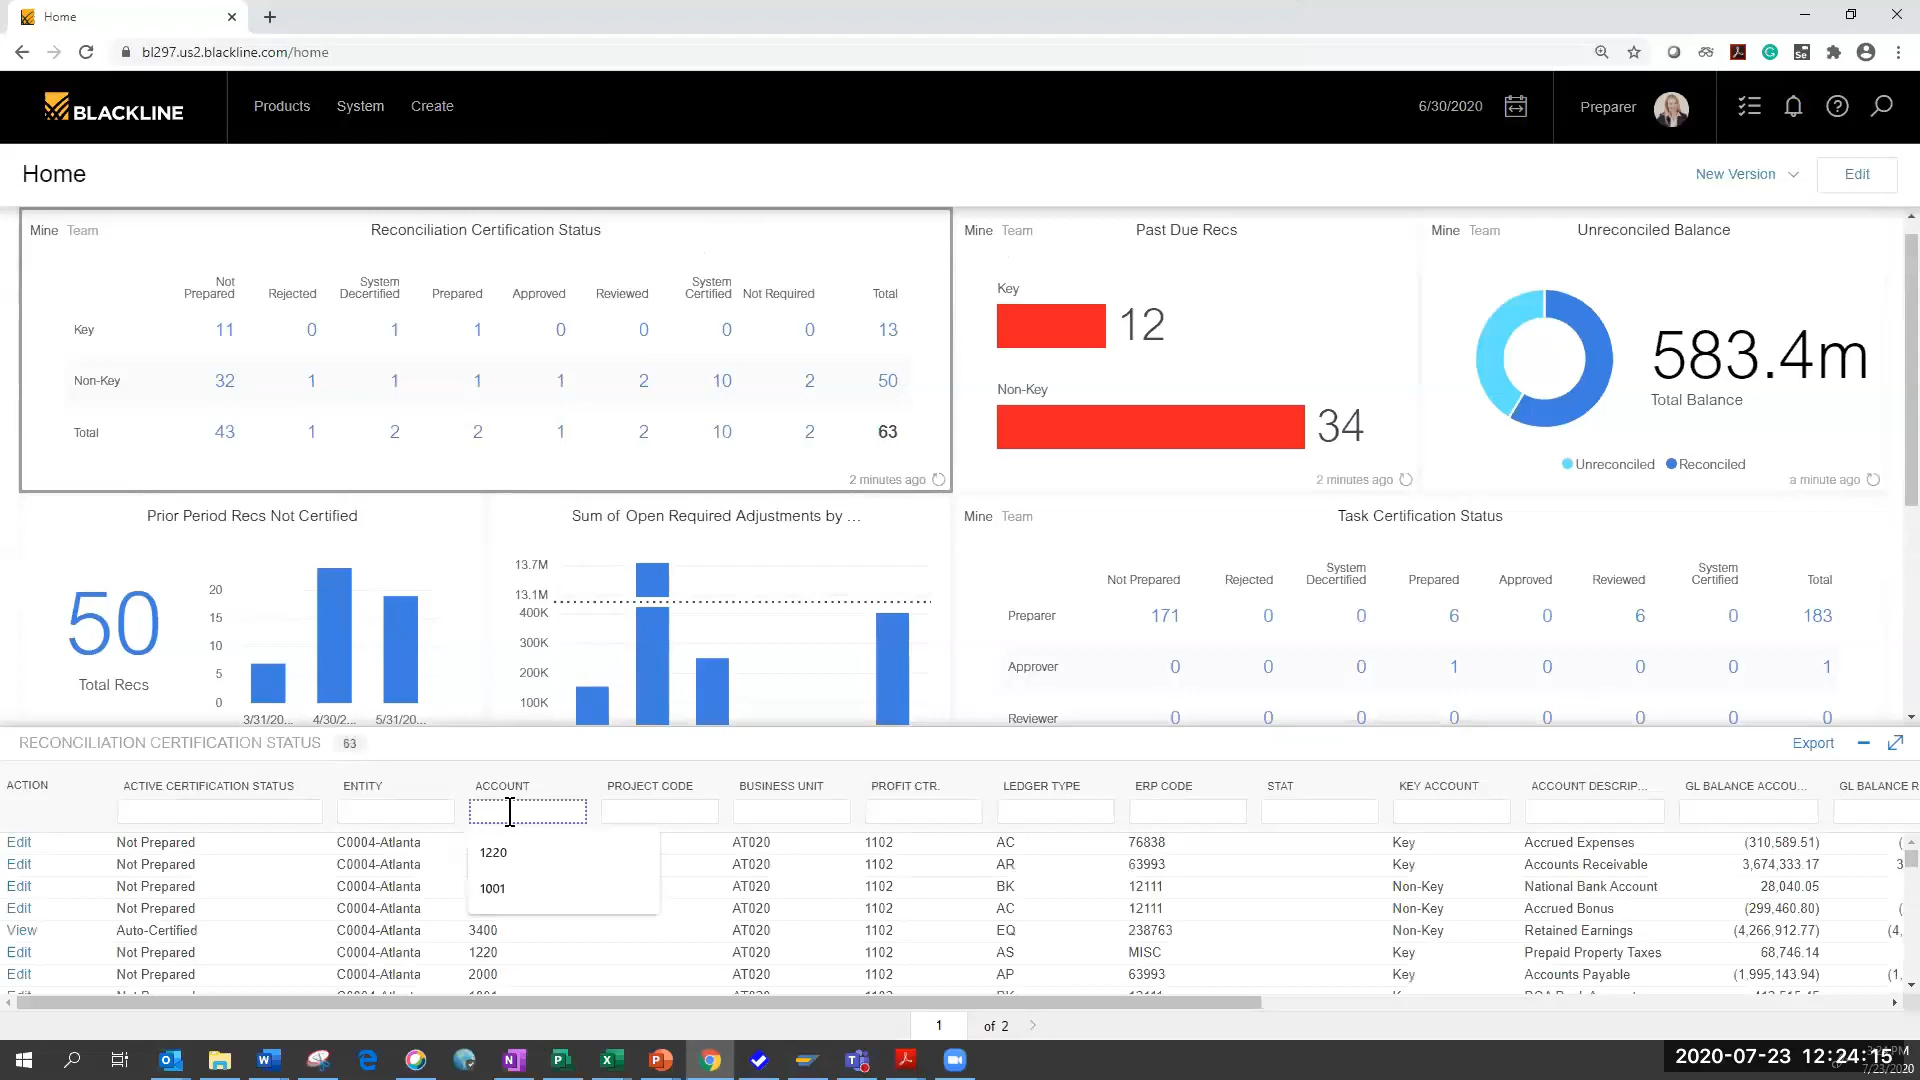 Home
bl297.us2.blackline.com/home
BLACKLINE Products System Create 6/30/2020 Preparer
Home New Version Edit
Mine Team Reconciliation Certification Status
Not Prepared Rejected System Decertified Prepared Approved Reviewed System Certified Not Required Total
Key 11 0 1 1 0 0 0 0 13
Non-Key 32 1 1 1 1 2 10 2 50
Total 43 1 2 2 1 2 10 2 63
2 minutes ago
Mine Team Past Due Recs
Key
12
Non-Key
34
2 minutes ago
Mine Team Unreconciled Balance
583.4m
Total Balance
Unreconciled Reconciled
a minute ago
Prior Period Recs Not Certified
50
Total Recs
20
15
10
5
0
3/31/20... 4/30/2... 5/31/20...
Sum of Open Required Adjustments by ...
13.7M
13.1M
400K
300K
200K
100K
Mine Team Task Certification Status
Not Prepared Rejected System Decertified Prepared Approved Reviewed System Certified Total
Preparer 171 0 0 6 0 6 0 183
Approver 0 0 0 1 0 0 0 1
Reviewer 0 0 0 0 0 0 0 0
RECONCILIATION CERTIFICATION STATUS 63 Export
ACTION ACTIVE CERTIFICATION STATUS ENTITY ACCOUNT PROJECT CODE BUSINESS UNIT PROFIT CTR. LEDGER TYPE ERP CODE STAT KEY ACCOUNT ACCOUNT DESCRIP... GL BALANCE ACCOU... GL BALANCE R
Edit Not Prepared C0004-Atlanta AT020 1102 AC 76838 Key Accrued Expenses (310,589.51) (
1220
Edit Not Prepared C0004-Atlanta AT020 1102 AR 63993 Key Accounts Receivable 3,674,333.17 3
Edit Not Prepared C0004-Atlanta AT020 1102 BK 12111 Non-Key National Bank Account 28,040.05
1001
Edit Not Prepared C0004-Atlanta AT020 1102 AC 12111 Non-Key Accrued Bonus (299,460.80) (
View Auto-Certified C0004-Atlanta 3400 AT020 1102 EQ 238763 Non-Key Retained Earnings (4,266,912.77) (4,
Edit Not Prepared C0004-Atlanta 1220 AT020 1102 AS MISC Key Prepaid Property Taxes 68,746.14
Edit Not Prepared C0004-Atlanta 2000 AT020 1102 AP 63993 Key Accounts Payable (1,995,143.94) (1,
1 of 2
2020-07-23 12:24:15
7/23/2020